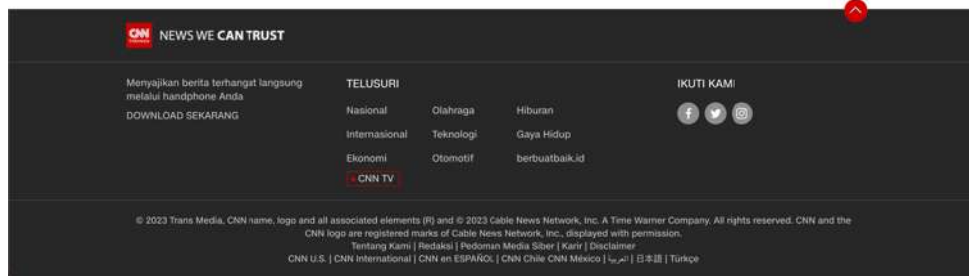 CNN
NEWS WE CAN TRUST
Menyajikan berita terhangat langsung
melalui handphone Anda
DOWNLOAD SEKARANG
TELUSURI
Nasional Olahraga Hiburan
Internasional Teknologi Gaya Hidup
Ekonomi Otomotif berbuatbaik.id
CNN TV
IKUTI KAMI
© 2023 Trans Media, CNN name, logo and all associated elements (R) and © 2023 Cable News Network, Inc. A Time Warner Company. All rights reserved. CNN and the
CNN logo are registered marks of Cable News Network, Inc., displayed with permission.
Tentang Kami | Redaksi | Pedoman Media Siber | Karir | Disclaimer
CNN U.S. | CNN International | CNN en ESPAÑOL | CNN Chile CNN México | العربية | 日本語 | Türkçe